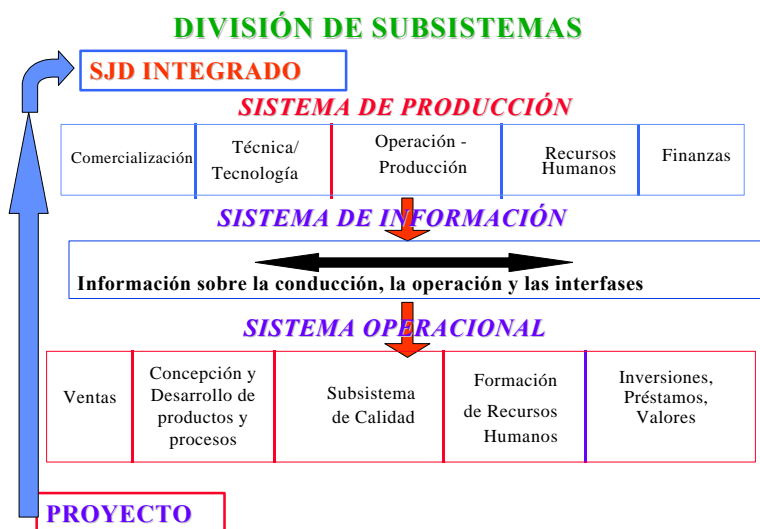 DIVISIÓN DE SUBSISTEMAS
SJD INTEGRADO
SISTEMA DE PRODUCCIÓN
Comercialización
Técnica/
Tecnología
Operación -
Producción
Recursos
Humanos
Finanzas
SISTEMA DE INFORMACIÓN
Información sobre la conducción, la operación y las interfases
SISTEMA OPERACIONAL
Ventas
Concepción y
Desarrollo de
productos y
procesos
Subsistema
de Calidad
Formación
de Recursos
Humanos
Inversiones,
Préstamos,
Valores
PROYECTO